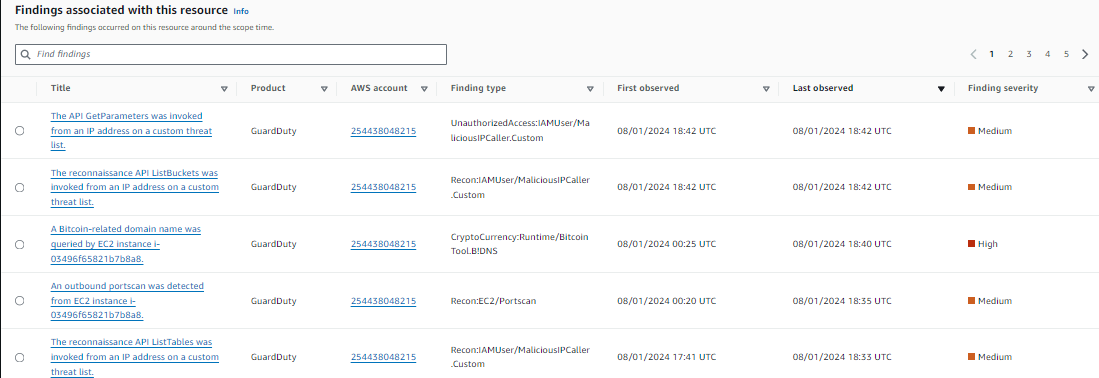 Findings associated with this resource Info
The following findings occurred on this resource around the scope time.
Find findings
1 2 3 4 5
Title Product AWS account Finding type First observed Last observed Finding severity
The API GetParameters was invoked from an IP address on a custom threat list. GuardDuty 254438048215 UnauthorizedAccess:IAMUser/MaliciousIPCaller.Custom 08/01/2024 18:42 UTC 08/01/2024 18:42 UTC Medium
The reconnaissance API ListBuckets was invoked from an IP address on a custom threat list. GuardDuty 254438048215 Recon:IAMUser/MaliciousIPCaller.Custom 08/01/2024 18:42 UTC 08/01/2024 18:42 UTC Medium
A Bitcoin-related domain name was queried by EC2 instance i-03496f65821b7b8a8. GuardDuty 254438048215 CryptoCurrency:Runtime/BitcoinTool.B!DNS 08/01/2024 00:25 UTC 08/01/2024 18:40 UTC High
An outbound portscan was detected from EC2 instance i-03496f65821b7b8a8. GuardDuty 254438048215 Recon:EC2/Portscan 08/01/2024 00:20 UTC 08/01/2024 18:35 UTC Medium
The reconnaissance API ListTables was invoked from an IP address on a custom threat list. GuardDuty 254438048215 Recon:IAMUser/MaliciousIPCaller.Custom 08/01/2024 17:41 UTC 08/01/2024 18:33 UTC Medium